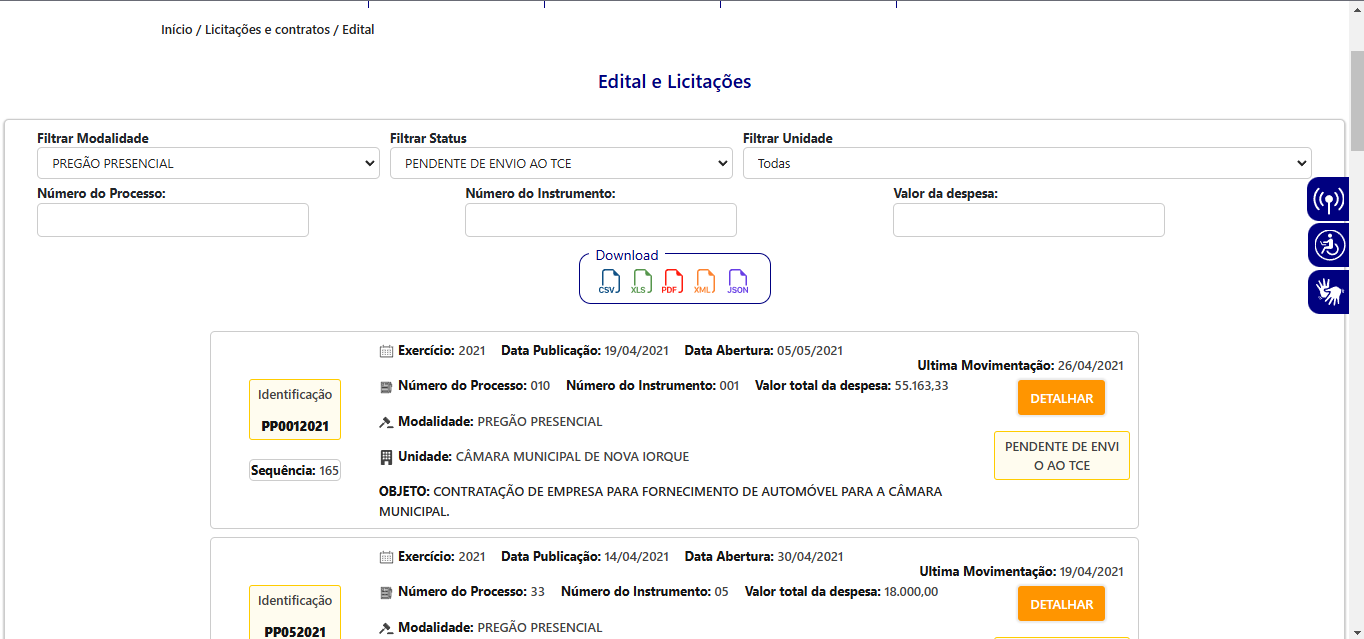 Início / Licitações e contratos / Edital
Edital e Licitações
Filtrar Modalidade
Filtrar Status
Filtrar Unidade
PREGÃO PRESENCIAL
PENDENTE DE ENVIO AO TCE
Todas
Número do Processo:
Número do Instrumento:
Valor da despesa:
Download
CSV
XLS
PDF
XML
JSON
Exercício: 2021 Data Publicação: 19/04/2021 Data Abertura: 05/05/2021
Ultima Movimentação: 26/04/2021
Identificação
PP0012021
Sequência: 165
Número do Processo: 010 Número do Instrumento: 001 Valor total da despesa: 55.163,33
DETALHAR
Modalidade: PREGÃO PRESENCIAL
PENDENTE DE ENVI
O AO TCE
Unidade: CÂMARA MUNICIPAL DE NOVA IORQUE
OBJETO: CONTRATAÇÃO DE EMPRESA PARA FORNECIMENTO DE AUTOMÓVEL PARA A CÂMARA
MUNICIPAL.
Exercício: 2021 Data Publicação: 14/04/2021 Data Abertura: 30/04/2021
Ultima Movimentação: 19/04/2021
Identificação
PP052021
Número do Processo: 33 Número do Instrumento: 05 Valor total da despesa: 18.000,00
DETALHAR
Modalidade: PREGÃO PRESENCIAL